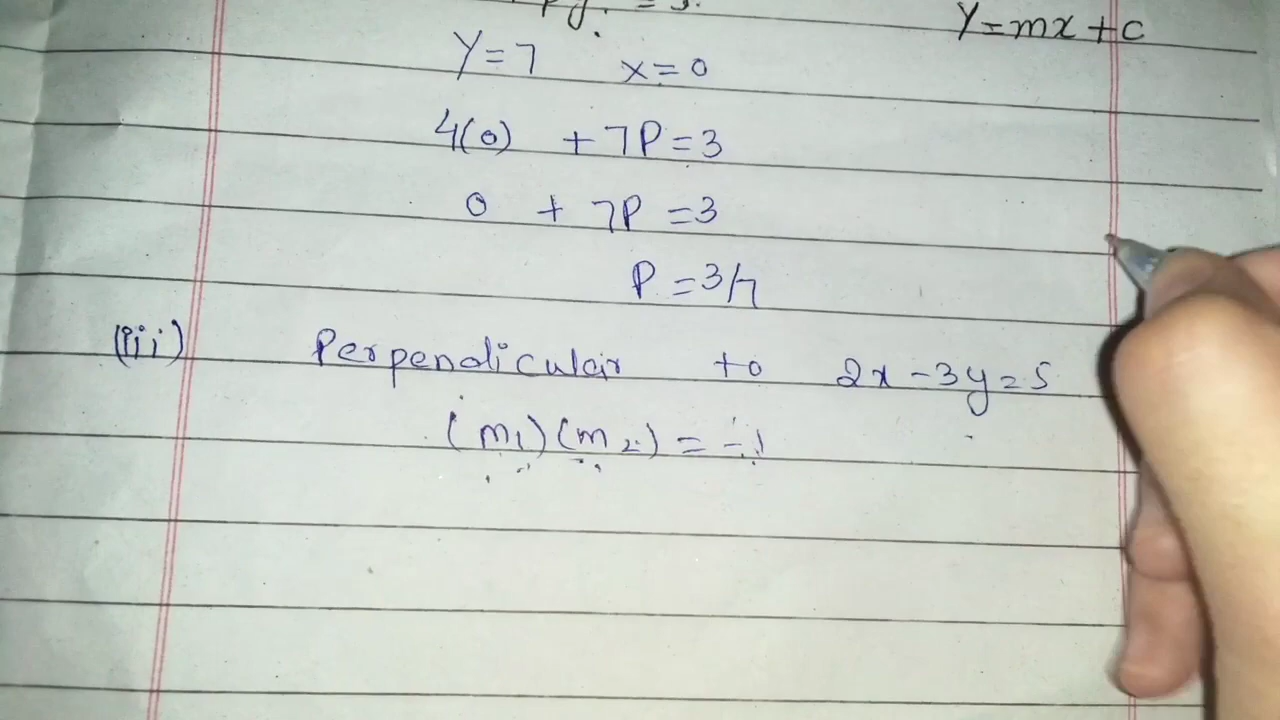 Y=mx+c
Y=7 x=0
4(0) + 7P=3
0 + 7P =3
P =3/7
(iii) Perpendicular to 2x-3y=5
(m1)(m2) = -1